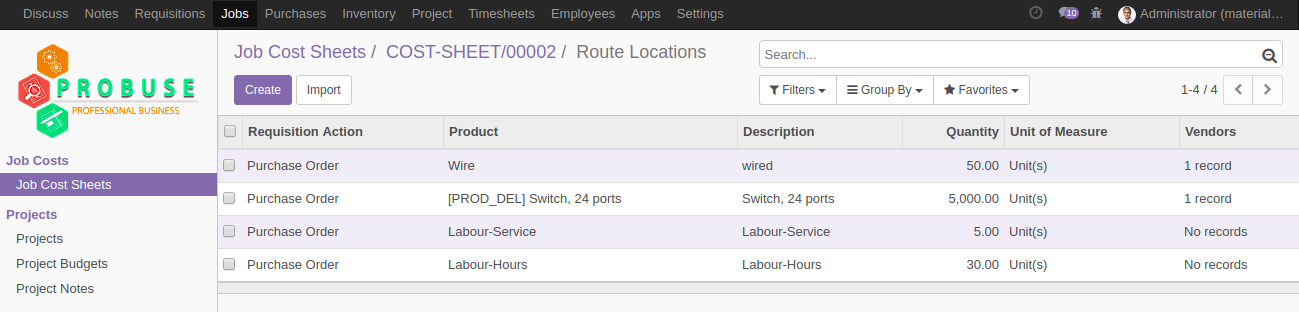 Discuss Notes Requisitions Jobs Purchases Inventory Project Timesheets Employees Apps Settings 10 Administrator (material…
PROBUSE
PROFESSIONAL BUSINESS
Job Costs
Job Cost Sheets
Projects
Projects
Project Budgets
Project Notes
Job Cost Sheets / COST-SHEET/00002 / Route Locations
Search...
Create Import
Filters Group By Favorites 1-4 / 4
Requisition Action Product Description Quantity Unit of Measure Vendors
Purchase Order Wire wired 50.00 Unit(s) 1 record
Purchase Order [PROD_DEL] Switch, 24 ports Switch, 24 ports 5,000.00 Unit(s) 1 record
Purchase Order Labour-Service Labour-Service 5.00 Unit(s) No records
Purchase Order Labour-Hours Labour-Hours 30.00 Unit(s) No records